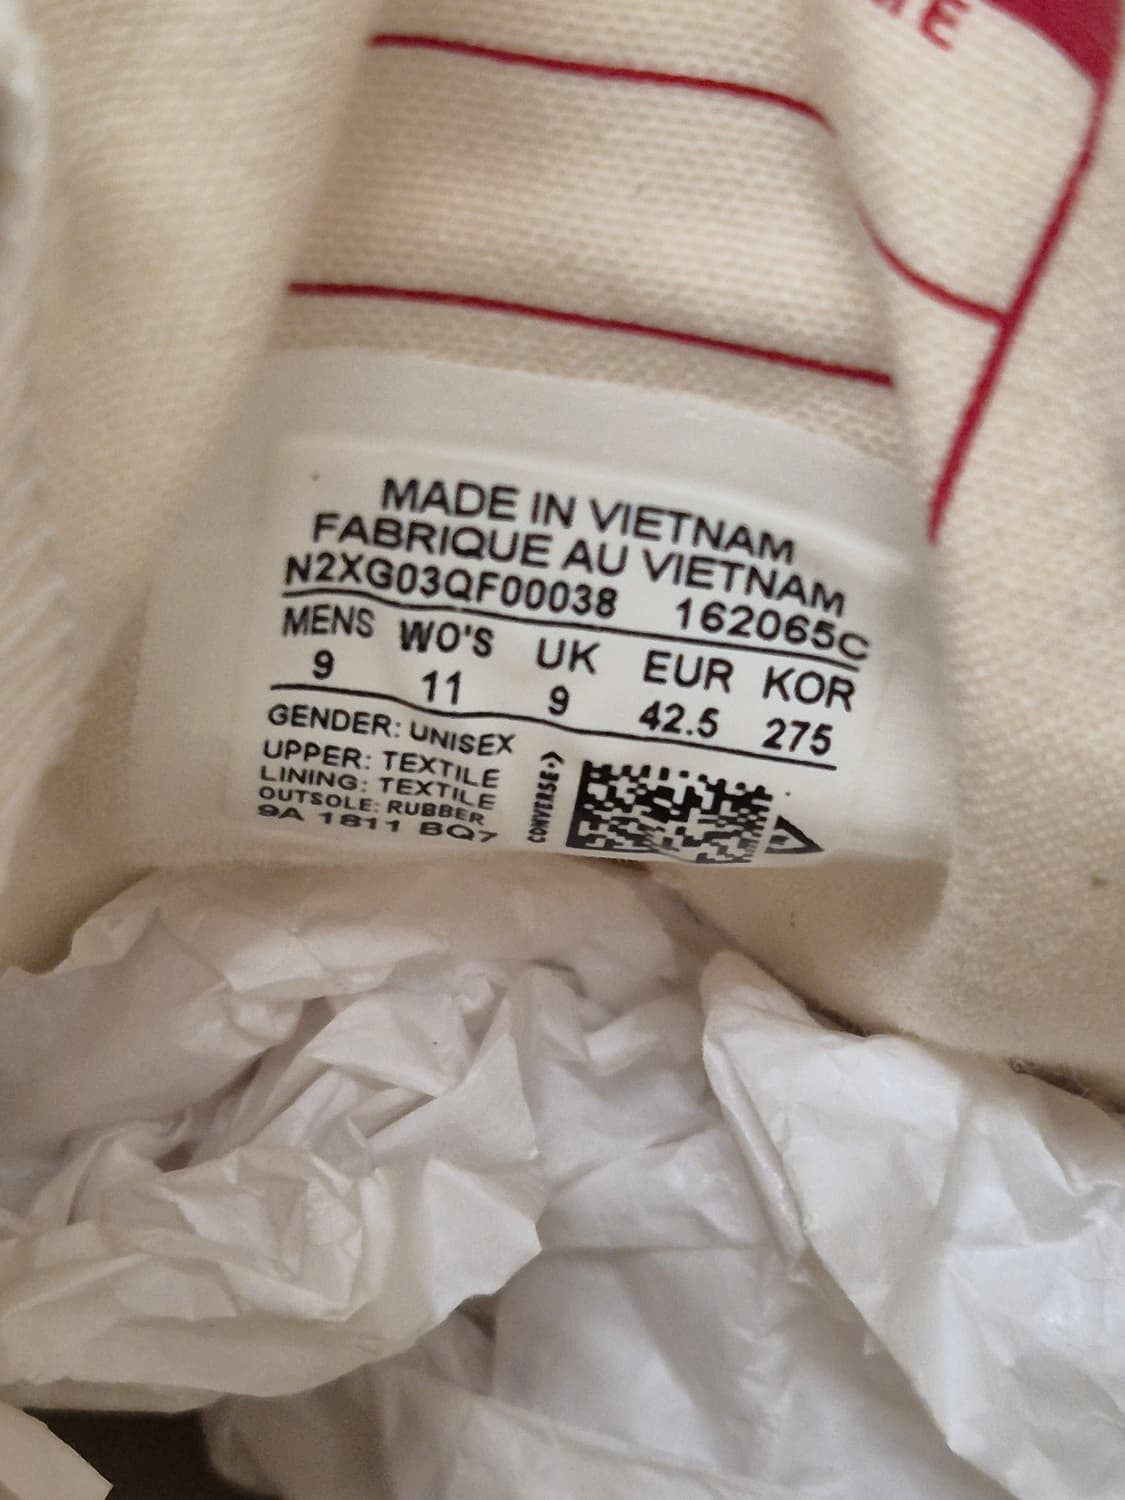 ME
MADE IN VIETNAM
FABRIQUE AU VIETNAM
N2XG03QF00038 162065C
MENS WO'S UK EUR KOR
9 11 9 42.5 275
GENDER: UNISEX
UPPER: TEXTILE
LINING: TEXTILE
OUTSOLE: RUBBER
9A 1811 BQ7
CONVERSE